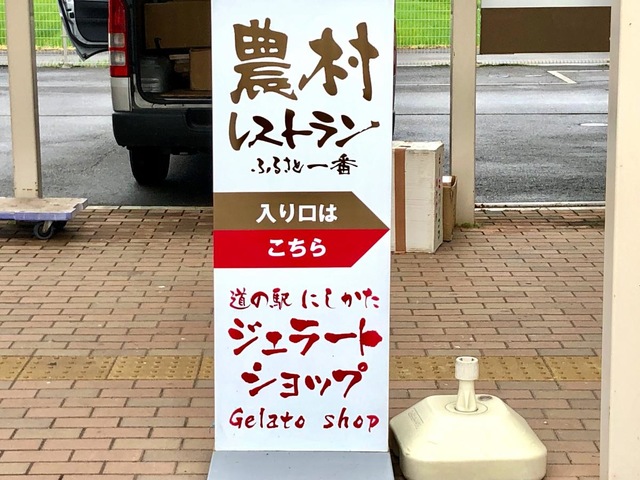 農村
レストラン
ふるさと一番
入り口は
こちら
道の駅 にしかた
ジェラート
ショップ
Gelato shop